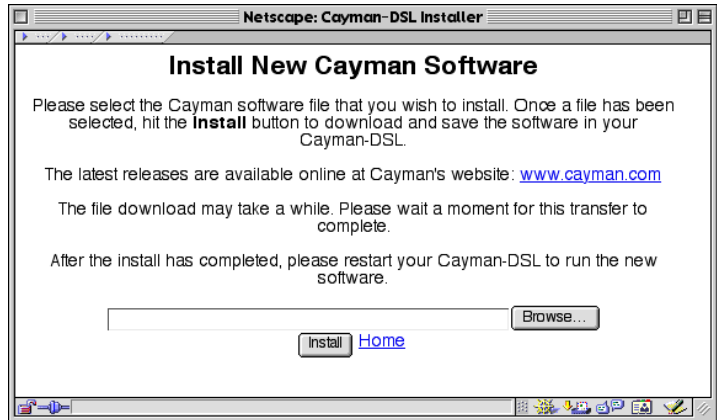 Netscape: Cayman-DSL Installer
Install New Cayman Software
Please select the Cayman software file that you wish to install. Once a file has been
selected, hit the Install button to download and save the software in your
Cayman-DSL.
The latest releases are available online at Cayman's website: www.cayman.com
The file download may take a while. Please wait a moment for this transfer to
complete.
After the install has completed, please restart your Cayman-DSL to run the new
software.
Browse...
Install Home